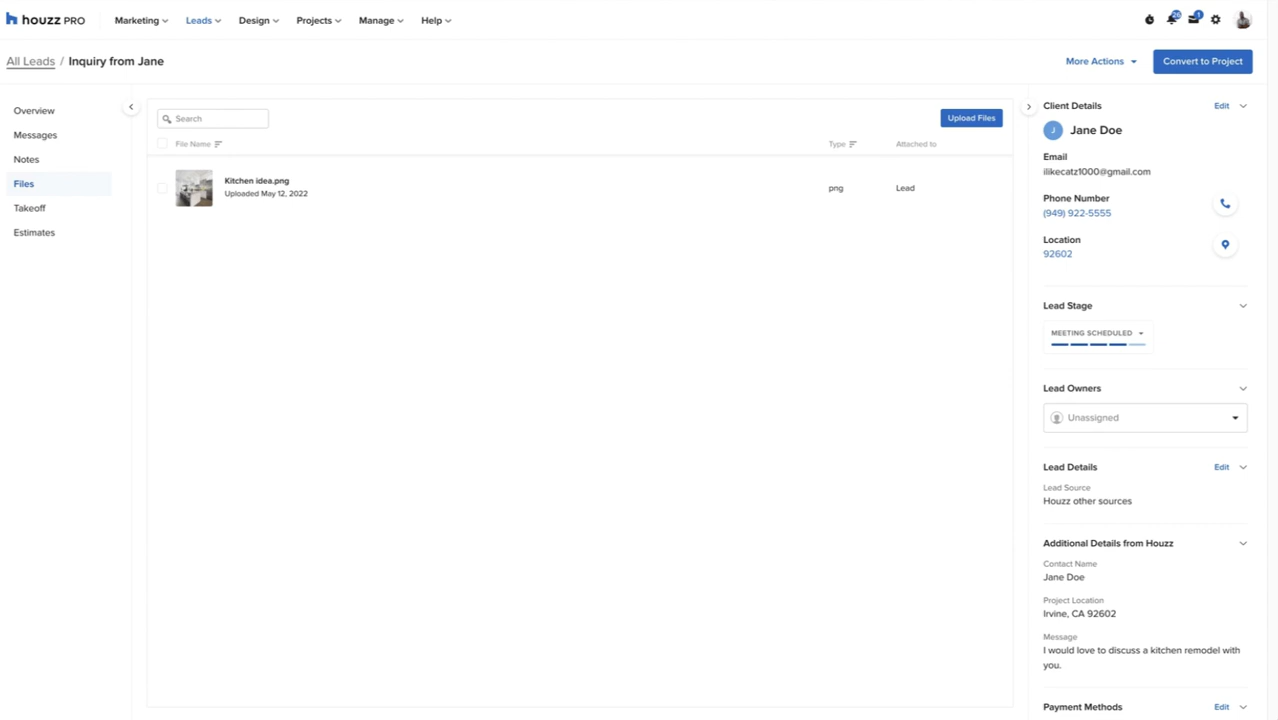 houzz PRO
Marketing
Leads
Design
Projects
Manage
Help
26
1
All Leads / Inquiry from Jane
More Actions
Convert to Project
Overview
Messages
Notes
Files
Takeoff
Estimates
Search
Upload Files
File Name
Type
Attached to
Kitchen idea.png
Uploaded May 12, 2022
png
Lead
Client Details
Edit
J
Jane Doe
Email
ilikecatz1000@gmail.com
Phone Number
(949) 922-5555
Location
92602
Lead Stage
MEETING SCHEDULED
Lead Owners
Unassigned
Lead Details
Edit
Lead Source
Houzz other sources
Additional Details from Houzz
Contact Name
Jane Doe
Project Location
Irvine, CA 92602
Message
I would love to discuss a kitchen remodel with
you.
Payment Methods
Edit